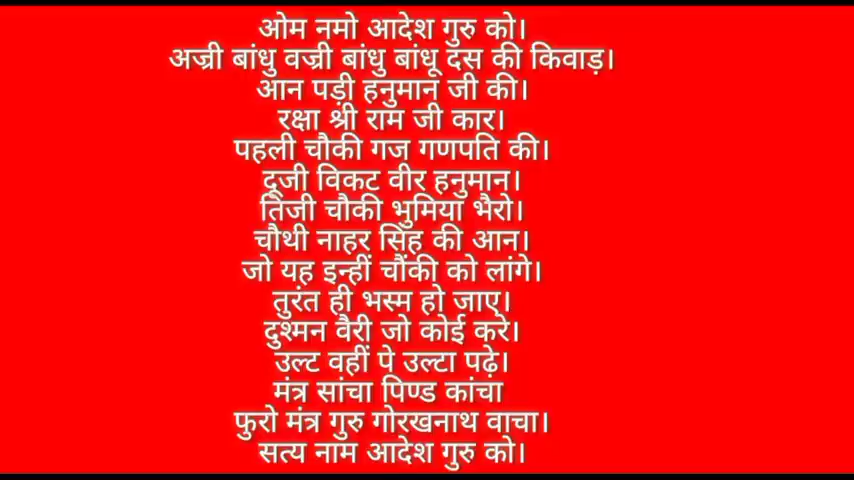 ओम नमो आदेश गुरु को।
अज्री बांधु वज्री बांधु बांधू दस की किवाड़।
आन पड़ी हनुमान जी की।
रक्षा श्री राम जी कार।
पहली चौकी गज गणपति की।
दूजी विकट वीर हनुमान।
तिजी चौकी भुमिया भैरो।
चौथी नाहर सिंह की आन।
जो यह इन्हीं चौंकी को लांगे।
तुरंत ही भस्म हो जाए।
दुश्मन वैरी जो कोई करे।
उल्ट वहीं पे उल्टा पढ़े।
मंत्र सांचा पिण्ड कांचा
फुरो मंत्र गुरु गोरखनाथ वाचा।
सत्य नाम आदेश गुरु को।